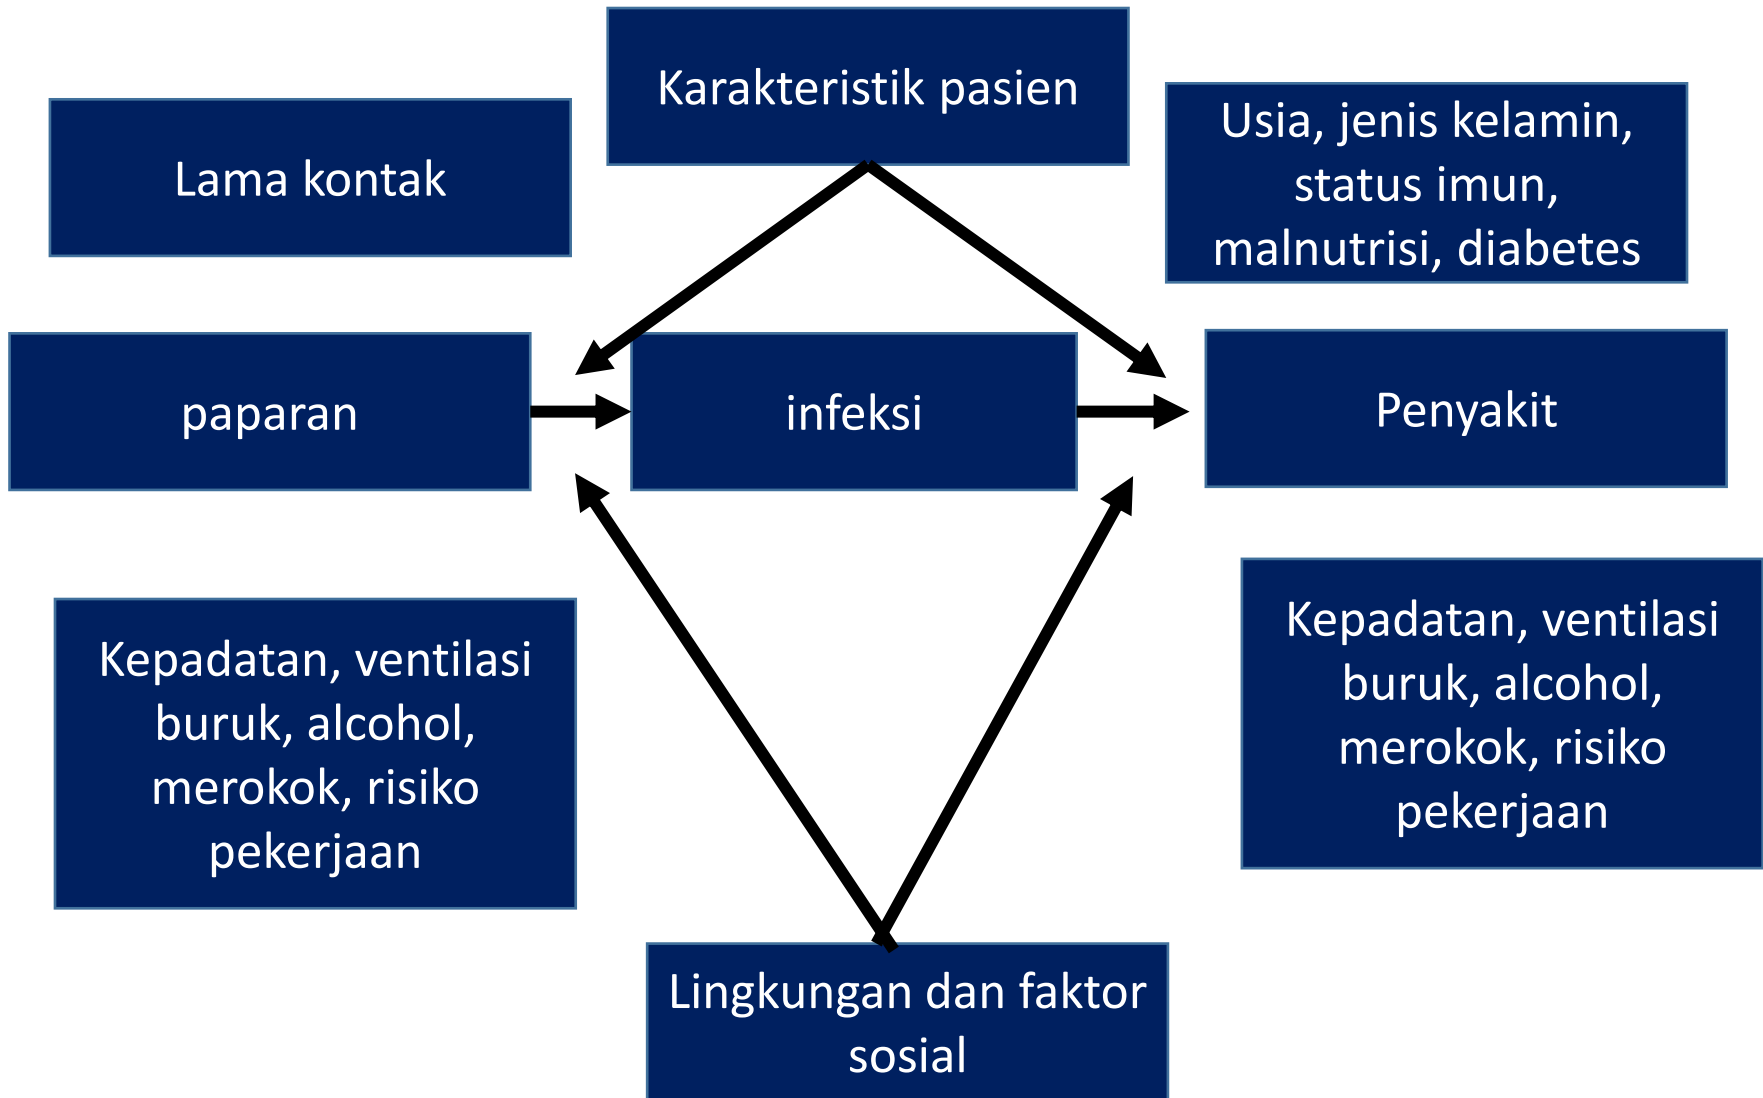 Karakteristik pasien
Lama kontak
Usia, jenis kelamin,
status imun,
malnutrisi, diabetes
paparan
infeksi
Penyakit
Kepadatan, ventilasi
buruk, alcohol,
merokok, risiko
pekerjaan
Kepadatan, ventilasi
buruk, alcohol,
merokok, risiko
pekerjaan
Lingkungan dan faktor
sosial